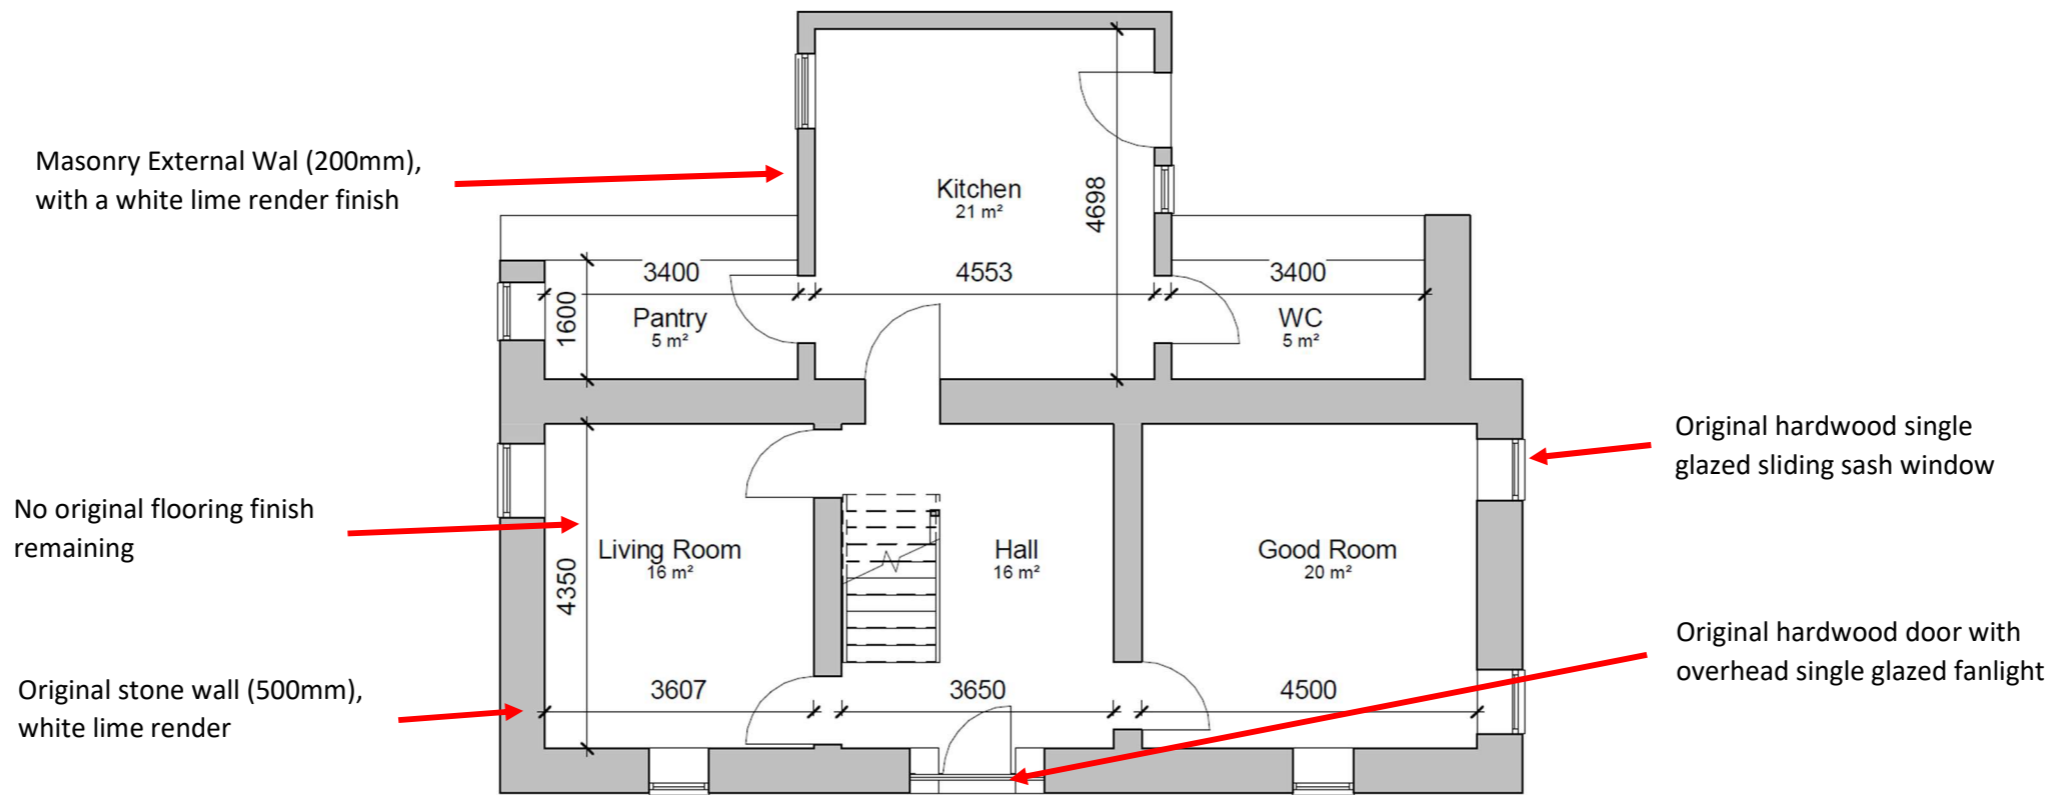 Masonry External Wal (200mm),
with a white lime render finish
Kitchen
21 m²
4698
3400
4553
3400
1600
Pantry
5 m²
WC
5 m²
Original hardwood single
glazed sliding sash window
No original flooring finish
remaining
4350
Living Room
16 m²
Hall
16 m²
Good Room
20 m²
Original hardwood door with
overhead single glazed fanlight
Original stone wall (500mm),
white lime render
3607
3650
4500